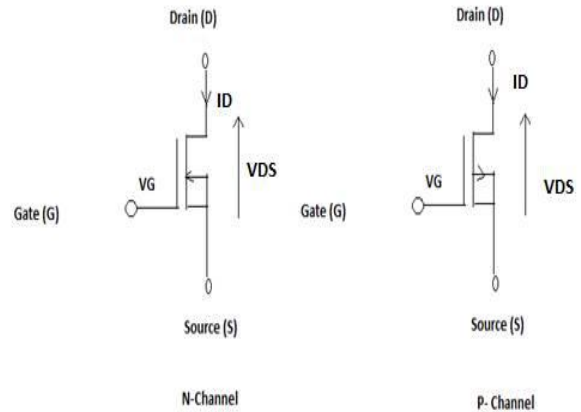 Drain (D)
ID
VDS
VG
Gate (G)
Source (S)
N-Channel
Drain (D)
ID
VDS
VG
Gate (G)
Source (S)
P- Channel